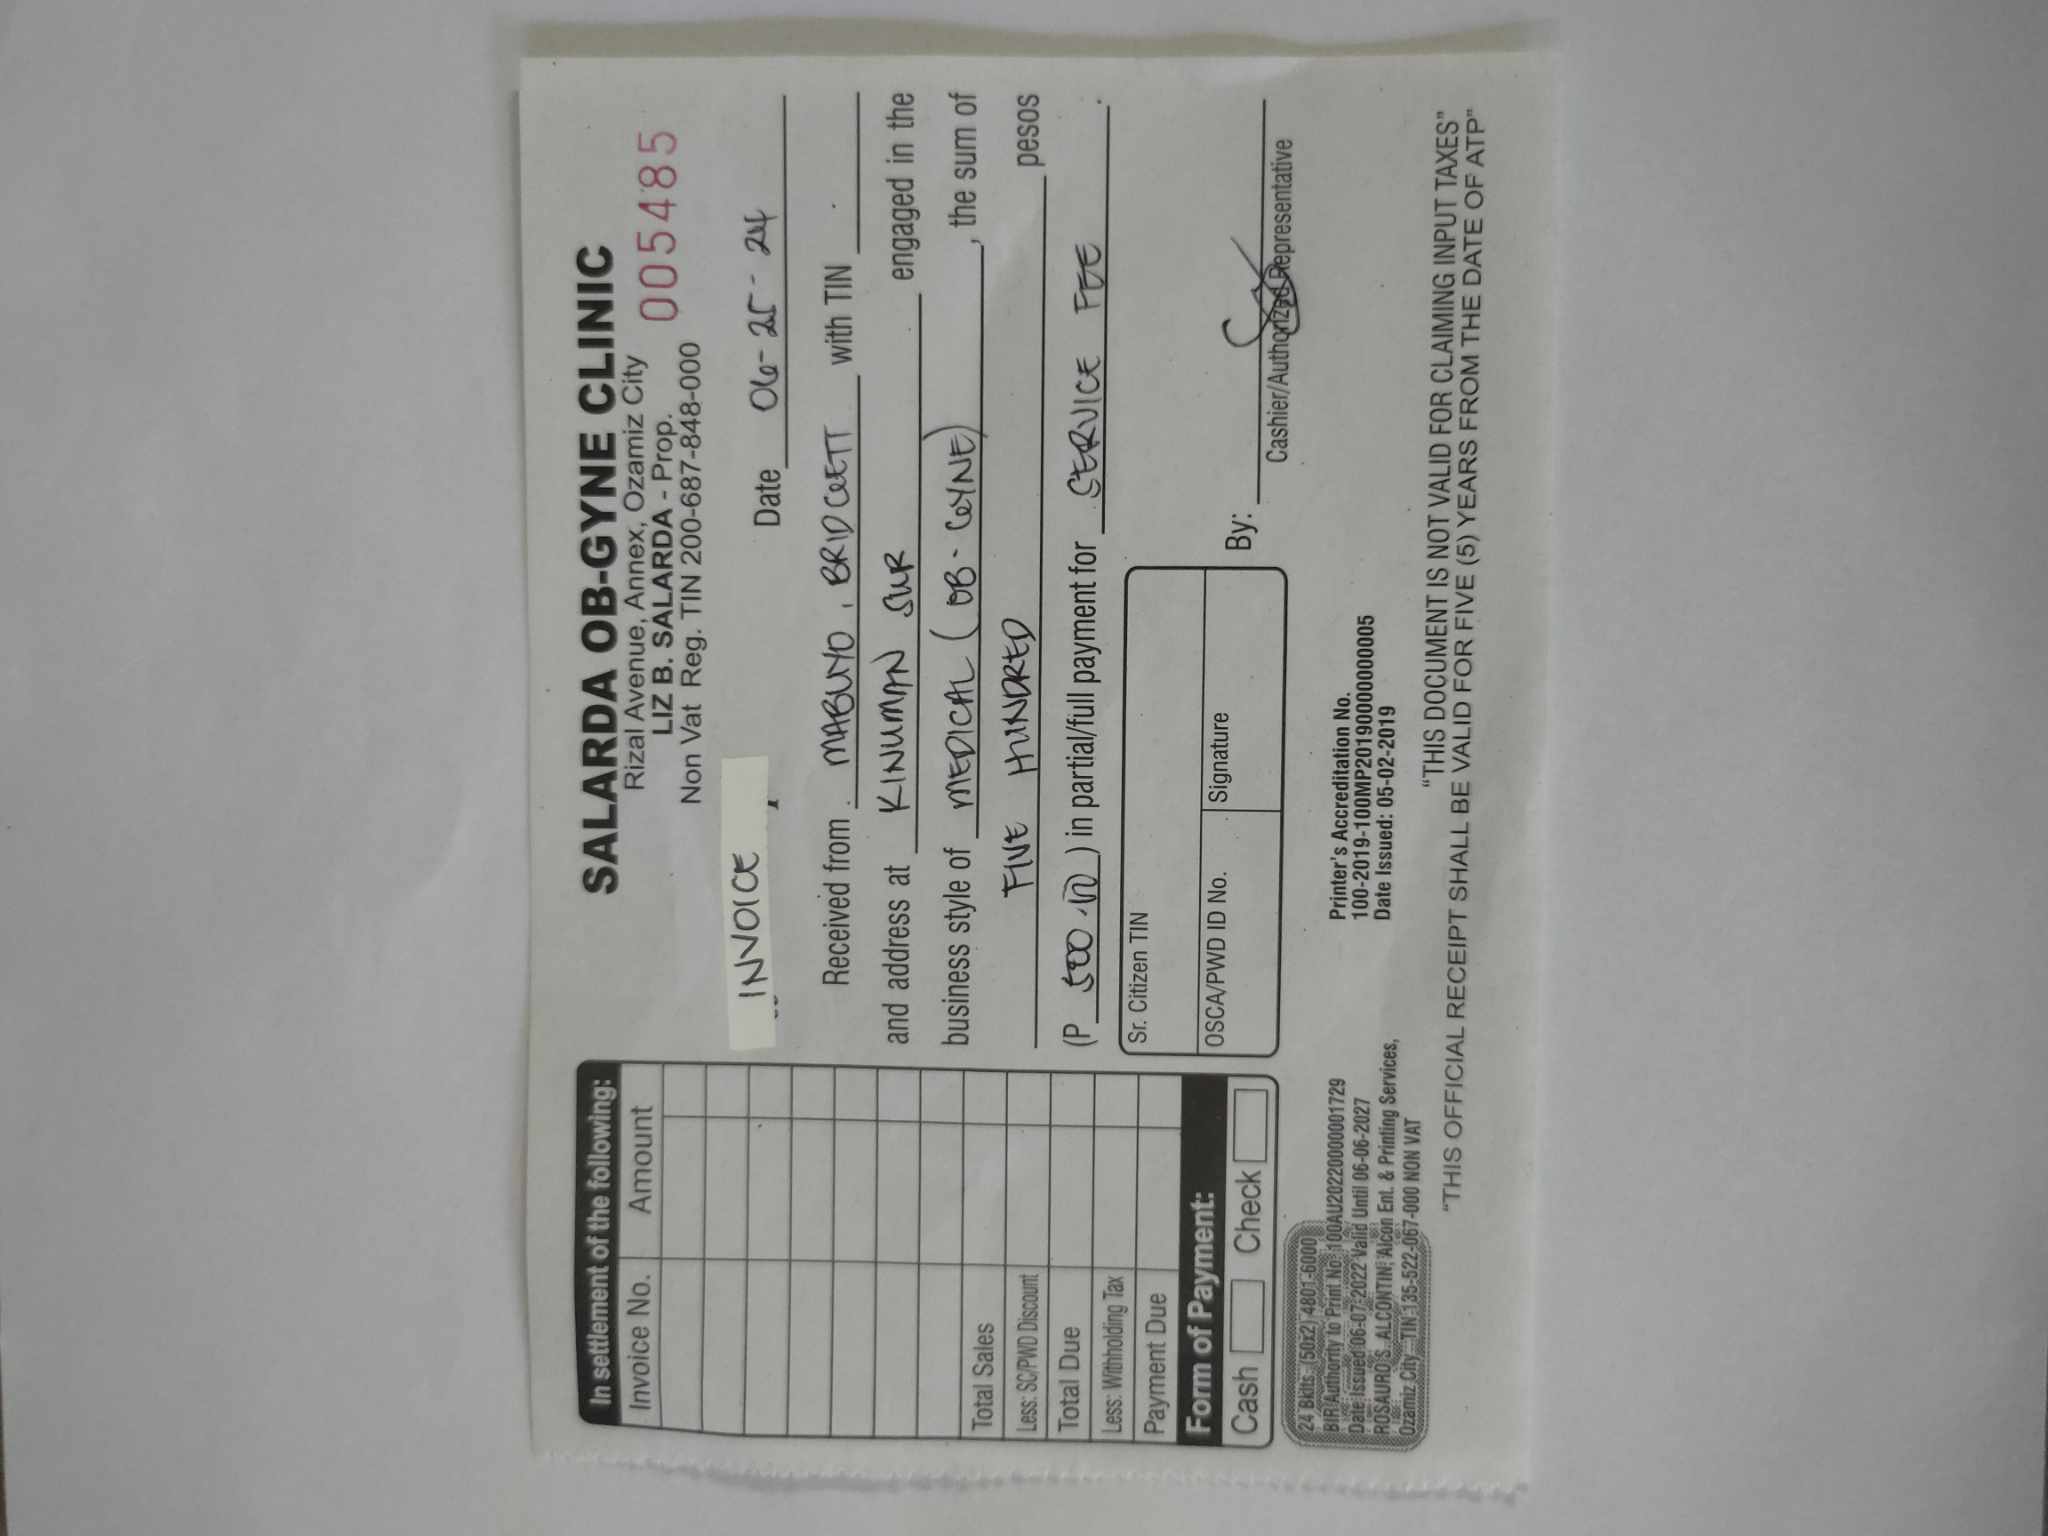 In settlement of the following:
Invoice No. Amount
Total Sales
Less: SC/PWD Discount
Total Due
Less: Withholding Tax
Payment Due
Form of Payment:
Cash Check
SALARDA OB-GYNE CLINIC
Rizal Avenue, Annex, Ozamiz City
LIZ B. SALARDA - Prop.
Non Vat Reg. TIN 200-687-848-000
005485
INVOICE
Date 06-25-24
Received from MABUYO, BRIDGETT with TIN
and address at KINUMAN SUR engaged in the
business style of MEDICAL (OB-GYNE), the sum of
FIVE HUNDRED pesos
(P 500.00) in partial/full payment for SERVICE FEE.
Sr. Citizen TIN
OSCA/PWD ID No. Signature
By:
Cashier/Authorized Representative
24 Bklts. (50x2) 4801-6000
BIR Authority to Print No. 100AU20220000001729
Date Issued 06-07-2022 Valid Until 06-06-2027
ROSAURO S. ALCONTIN, Alcon Ent. & Printing Services,
Ozamiz City TIN 135-522-067-000 NON VAT
Printer's Accreditation No.
100-2019-100MP20190000000005
Date Issued: 05-02-2019
"THIS DOCUMENT IS NOT VALID FOR CLAIMING INPUT TAXES"
"THIS OFFICIAL RECEIPT SHALL BE VALID FOR FIVE (5) YEARS FROM THE DATE OF ATP"